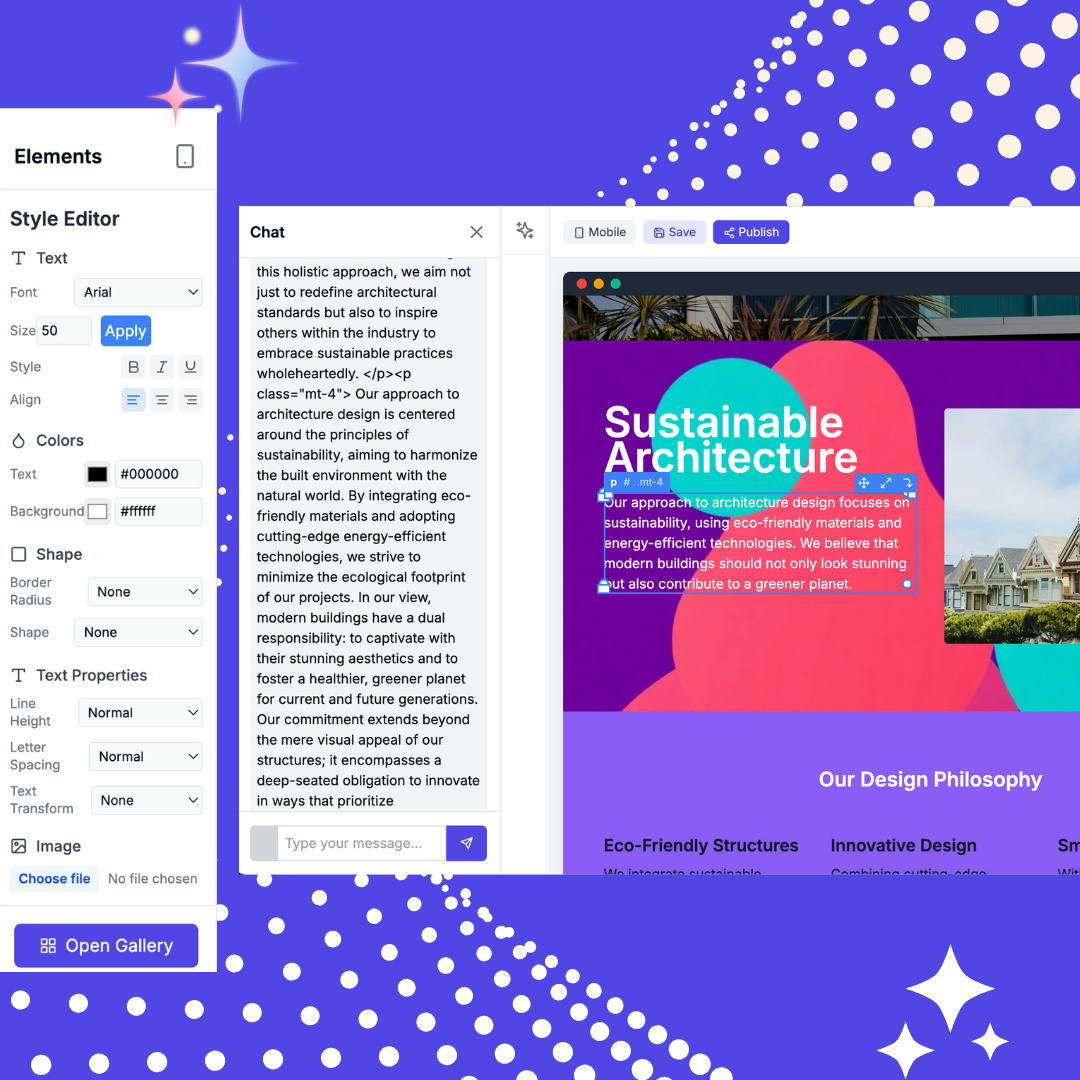 Elements
Style Editor
Text
Font
Arial
Size
50
Apply
Style
B
I
U
Align
Colors
Text
#000000
Background
#ffffff
Shape
Border
Radius
None
Shape
None
Text Properties
Line
Height
Normal
Letter
Spacing
Normal
Text
Transform
None
Image
Choose file
No file chosen
Open Gallery
Chat
this holistic approach, we aim not
just to redefine architectural
standards but also to inspire
others within the industry to
embrace sustainable practices
wholeheartedly. </p><p
class="mt-4"> Our approach to
architecture design is centered
around the principles of
sustainability, aiming to harmonize
the built environment with the
natural world. By integrating eco-
friendly materials and adopting
cutting-edge energy-efficient
technologies, we strive to
minimize the ecological footprint
of our projects. In our view,
modern buildings have a dual
responsibility: to captivate with
their stunning aesthetics and to
foster a healthier, greener planet
for current and future generations.
Our commitment extends beyond
the mere visual appeal of our
structures; it encompasses a
deep-seated obligation to innovate
in ways that prioritize
Type your message...
Mobile
Save
Publish
Sustainable
Architecture
p # .mt-4
Our approach to architecture design focuses on
sustainability, using eco-friendly materials and
energy-efficient technologies. We believe that
modern buildings should not only look stunning
but also contribute to a greener planet.
Our Design Philosophy
Eco-Friendly Structures
We integrate sustainable
Innovative Design
Combining cutting-edge
Sm